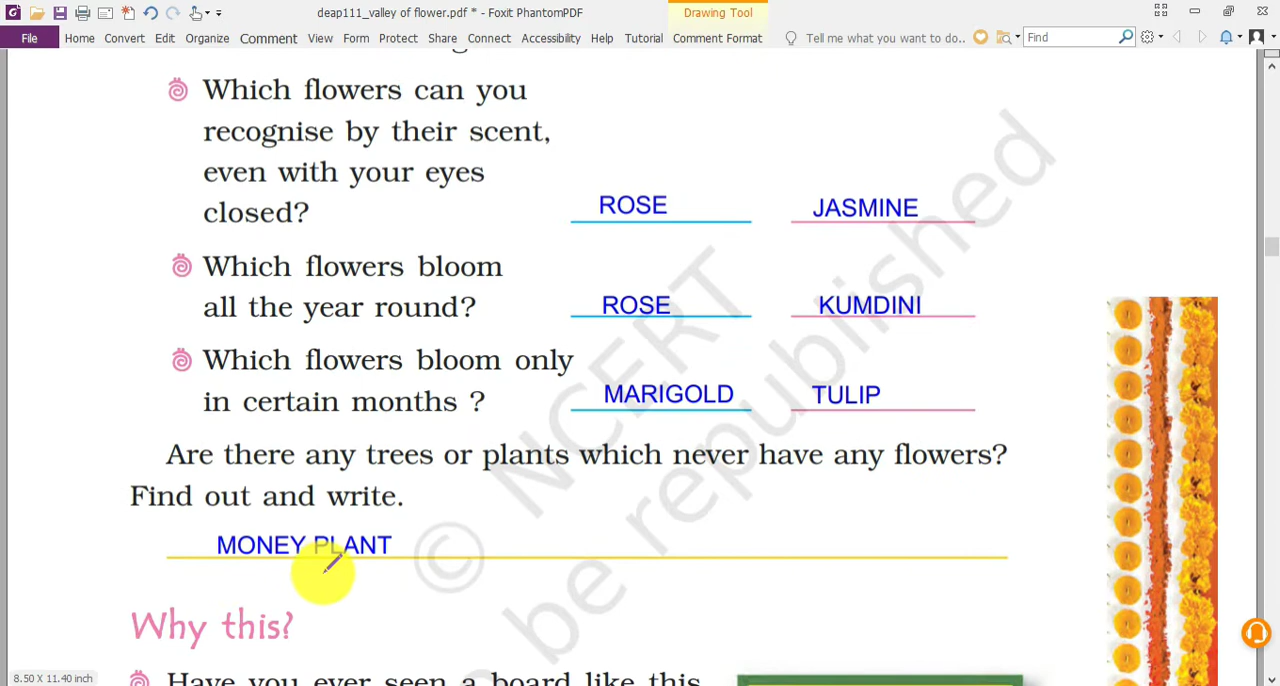 deap111_valley of flower.pdf * - Foxit PhantomPDF
Drawing Tool
File Home Convert Edit Organize Comment View Form Protect Share Connect Accessibility Help Tutorial Comment Format Tell me what you want to do.. Find
Which flowers can you
recognise by their scent,
even with your eyes
closed? ROSE JASMINE
Which flowers bloom
all the year round? ROSE KUMDINI
Which flowers bloom only
in certain months ? MARIGOLD TULIP
Are there any trees or plants which never have any flowers?
Find out and write.
MONEY PLANT
Why this?
Have you ever seen a board like this
© NCERT
be republished
8.50 X 11.40 inch